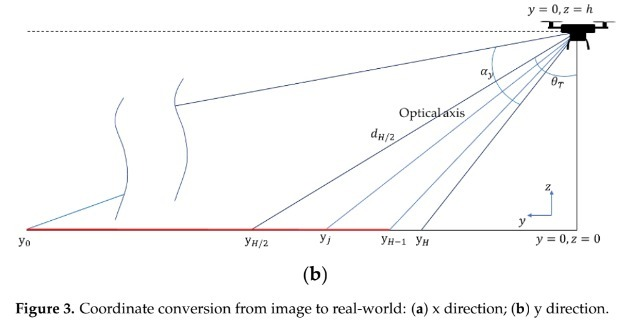 y = 0, z = h
α_y
θ_T
Optical axis
d_{H/2}
z
y
y_0
y_{H/2}
y_j
y_{H−1}
y_H
y = 0, z = 0
(b)
Figure 3. Coordinate conversion from image to real-world: (a) x direction; (b) y direction.